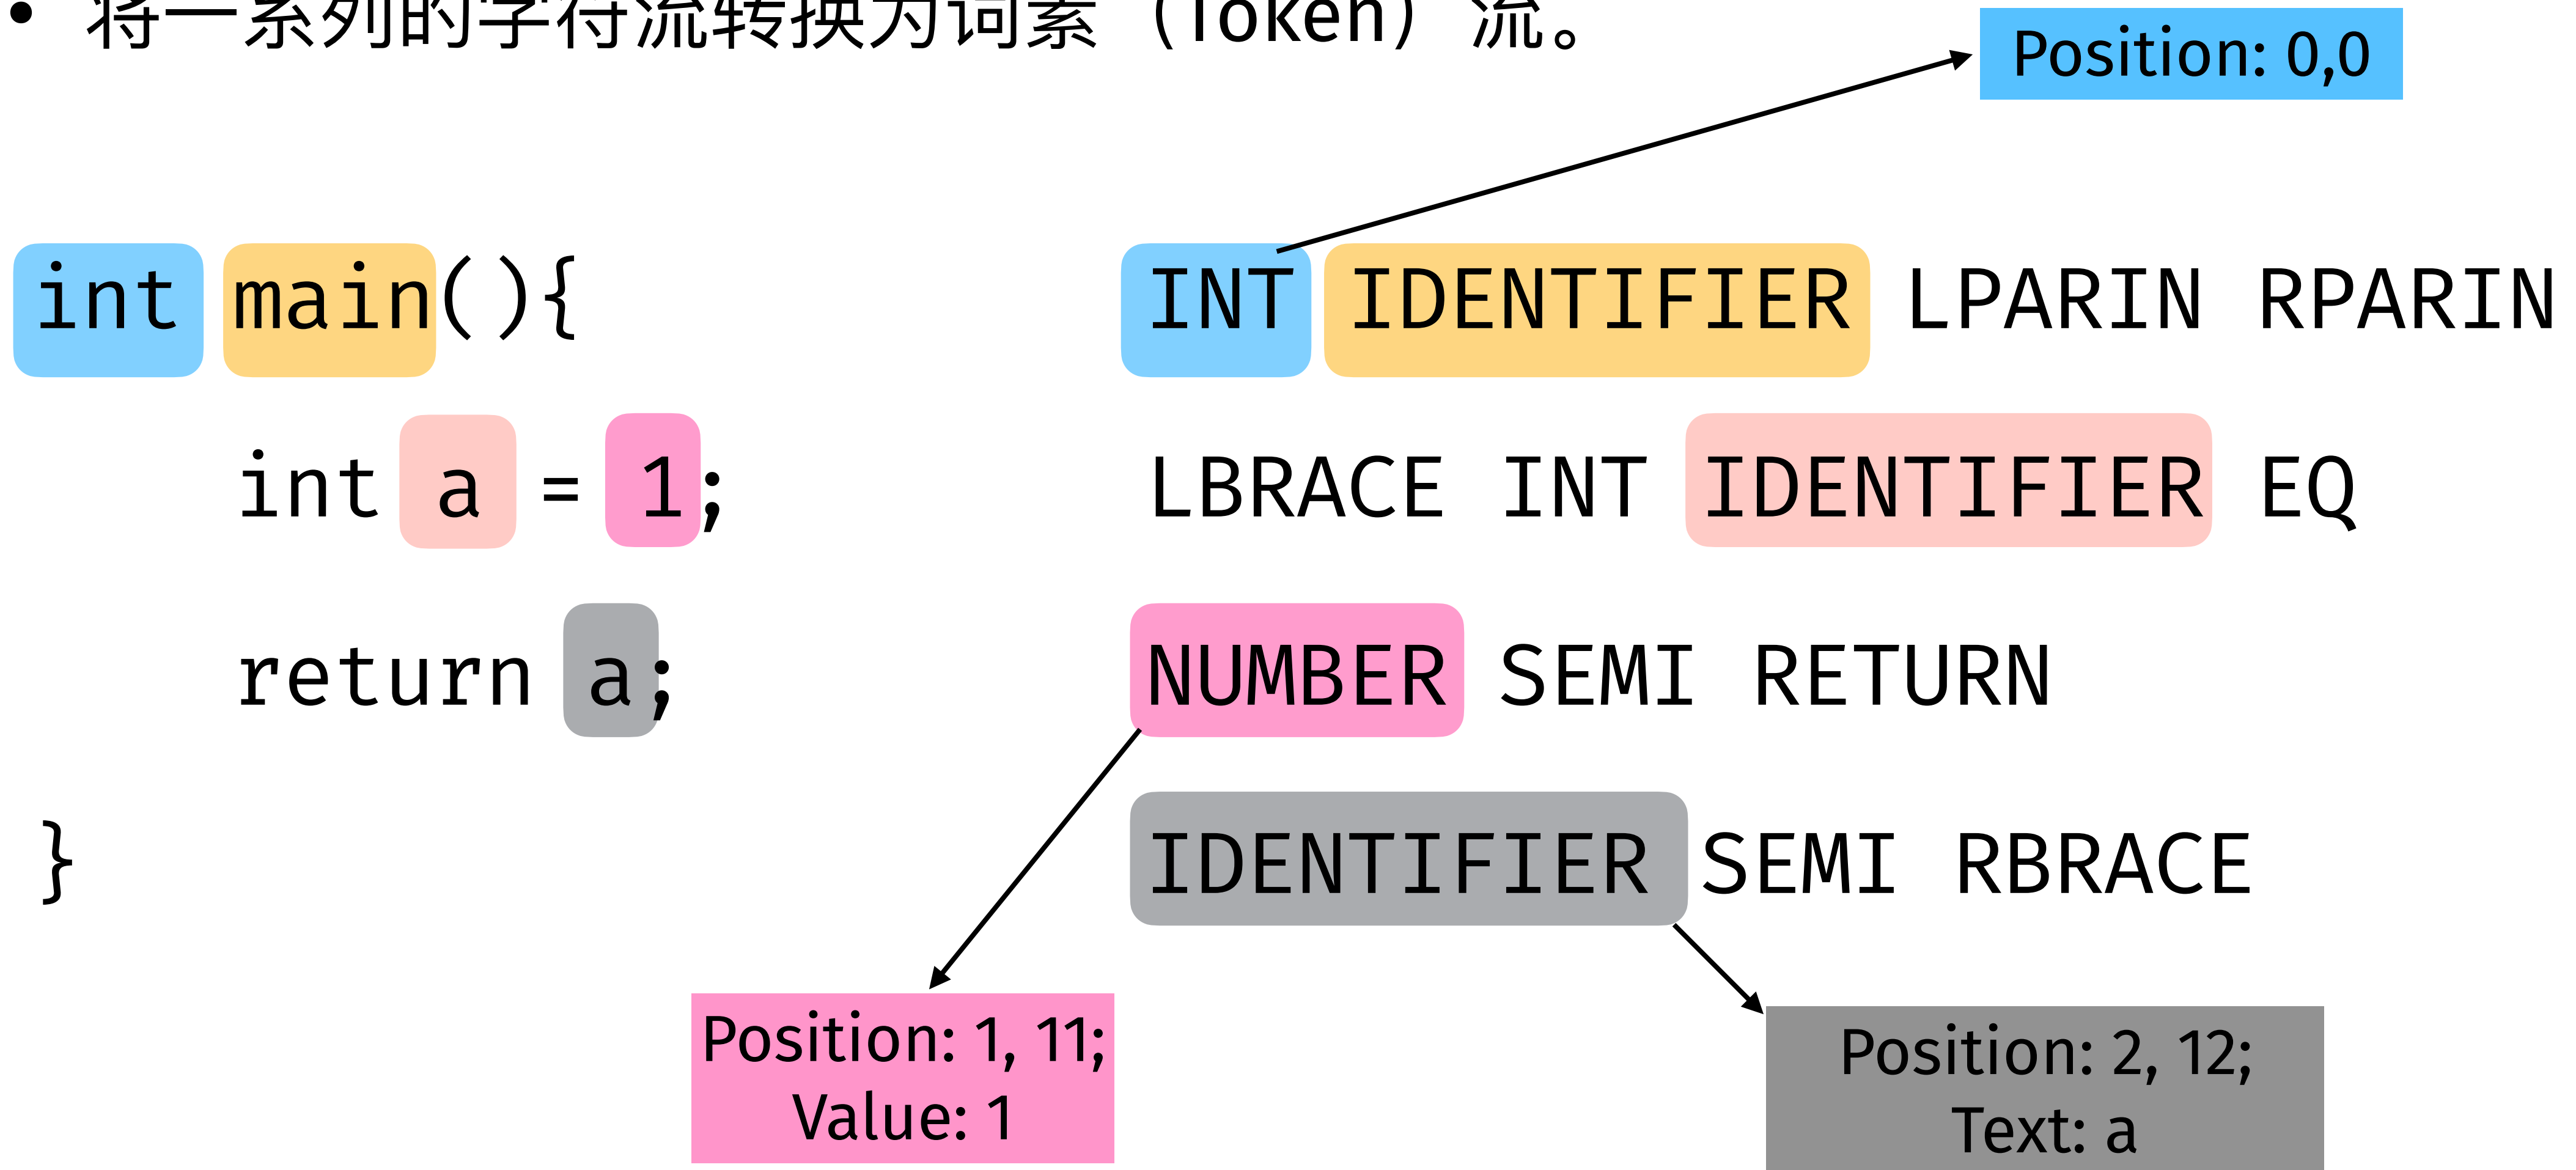 • 将一系列的字符流转换为词素（Token）流。
Position: 0,0
int main(){
int a = 1;
return a;
}
INT IDENTIFIER LPARIN RPARIN
LBRACE INT IDENTIFIER EQ
NUMBER SEMI RETURN
IDENTIFIER SEMI RBRACE
Position: 1, 11;
Value: 1
Position: 2, 12;
Text: a